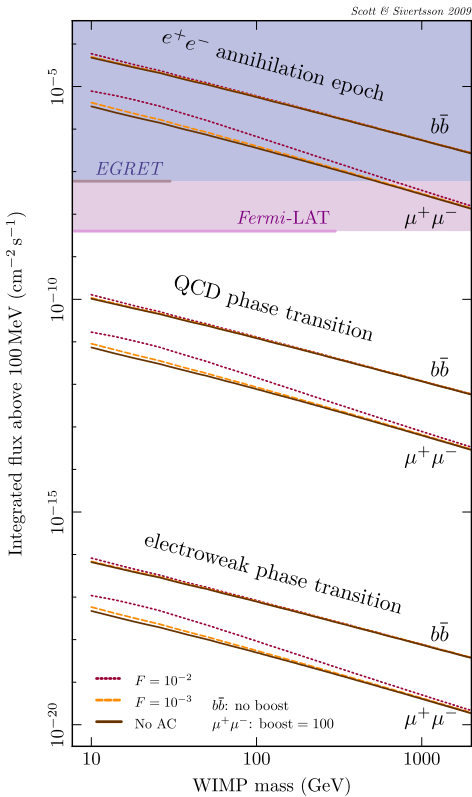 Scott & Sivertsson 2009
e⁺e⁻ annihilation epoch
10⁻⁵
bb̄
EGRET
Fermi-LAT
μ⁺μ⁻
QCD phase transition
10⁻¹⁰
bb̄
μ⁺μ⁻
Integrated flux above 100 MeV (cm⁻² s⁻¹)
10⁻¹⁵
electroweak phase transition
bb̄
F = 10⁻²
F = 10⁻³
No AC
bb̄: no boost
μ⁺μ⁻: boost = 100
μ⁺μ⁻
10⁻²⁰
10 100 1000
WIMP mass (GeV)